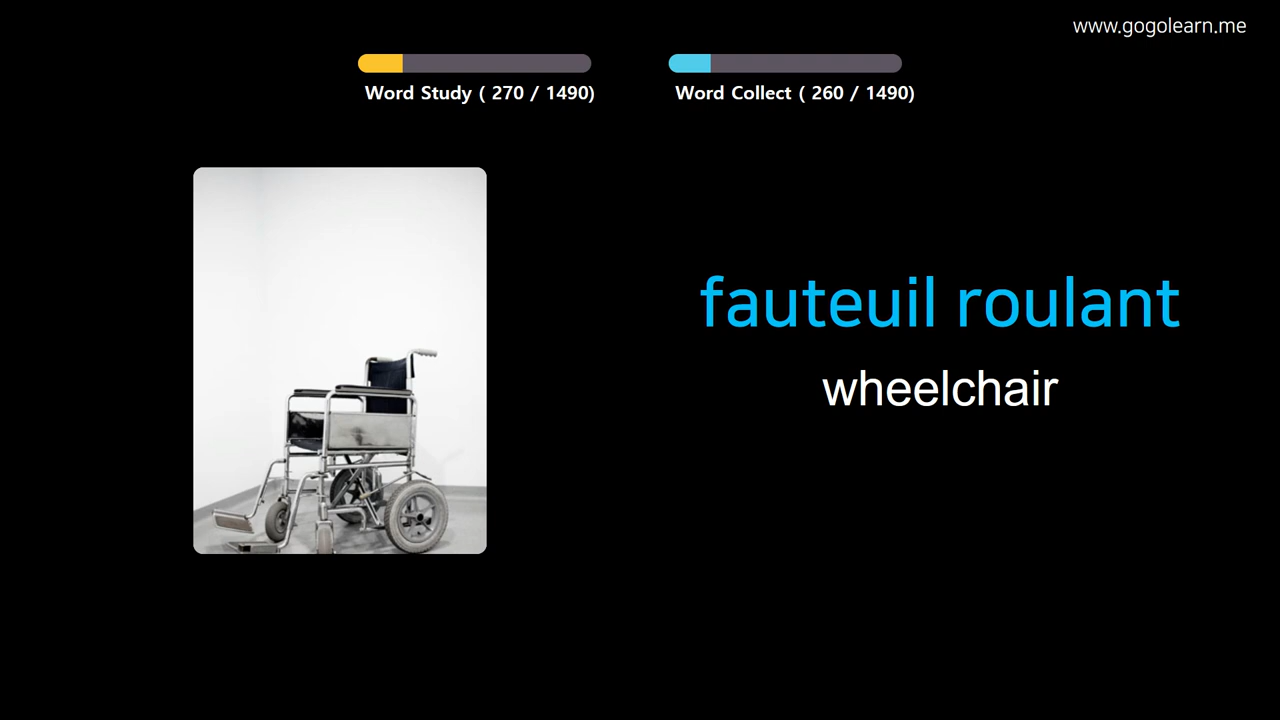 www.gogolearn.me
Word Study ( 270 / 1490)
Word Collect ( 260 / 1490)
fauteuil roulant
wheelchair